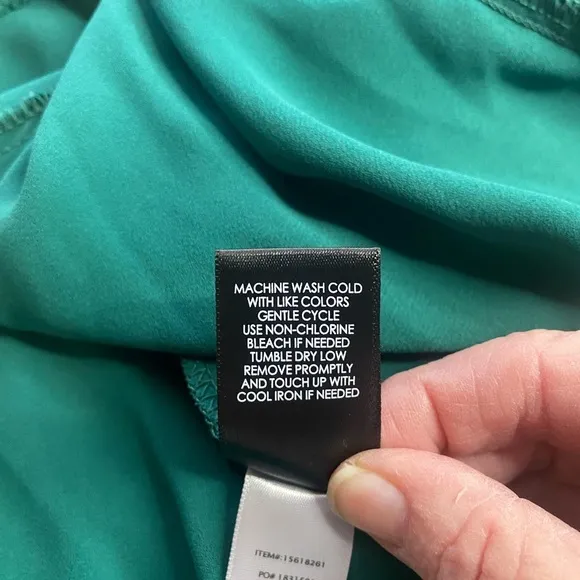 MACHINE WASH COLD
WITH LIKE COLORS
GENTLE CYCLE
USE NON-CHLORINE
BLEACH IF NEEDED
TUMBLE DRY LOW
REMOVE PROMPTLY
AND TOUCH UP WITH
COOL IRON IF NEEDED
ITEM#:15618261
PO#